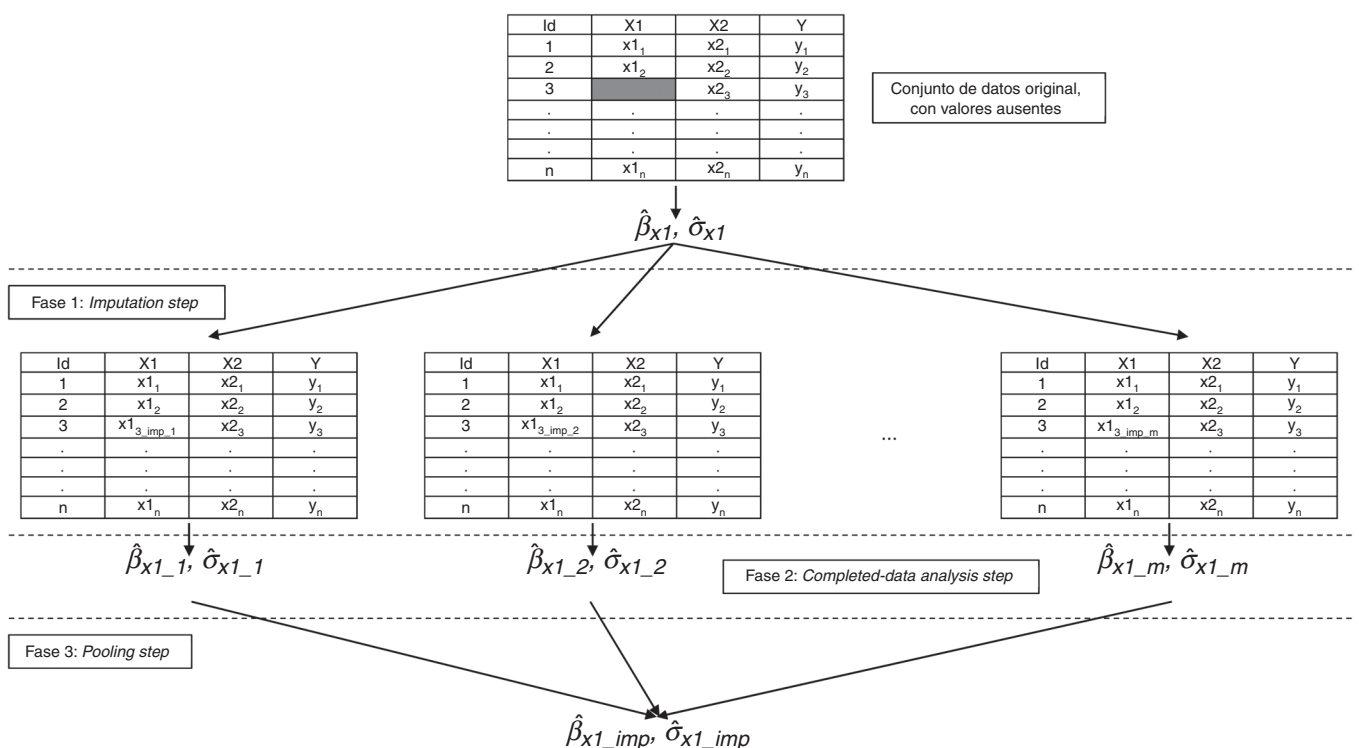 Id X1 X2 Y
1 x1₁ x2₁ y₁
2 x1₂ x2₂ y₂
3 x2₃ y₃
. . . .
. . . .
. . . .
n x1ₙ x2ₙ yₙ
Conjunto de datos original,
con valores ausentes
β̂x1, σ̂x1
Fase 1: Imputation step
Id X1 X2 Y
1 x1₁ x2₁ y₁
2 x1₂ x2₂ y₂
3 x1₃_imp_1 x2₃ y₃
. . . .
. . . .
. . . .
n x1ₙ x2ₙ yₙ
Id X1 X2 Y
1 x1₁ x2₁ y₁
2 x1₂ x2₂ y₂
3 x1₃_imp_2 x2₃ y₃
. . . .
. . . .
. . . .
n x1ₙ x2ₙ yₙ
...
Id X1 X2 Y
1 x1₁ x2₁ y₁
2 x1₂ x2₂ y₂
3 x1₃_imp_m x2₃ y₃
. . . .
. . . .
. . . .
n x1ₙ x2ₙ yₙ
β̂x1_1, σ̂x1_1
β̂x1_2, σ̂x1_2
Fase 2: Completed-data analysis step
β̂x1_m, σ̂x1_m
Fase 3: Pooling step
β̂x1_imp, σ̂x1_imp